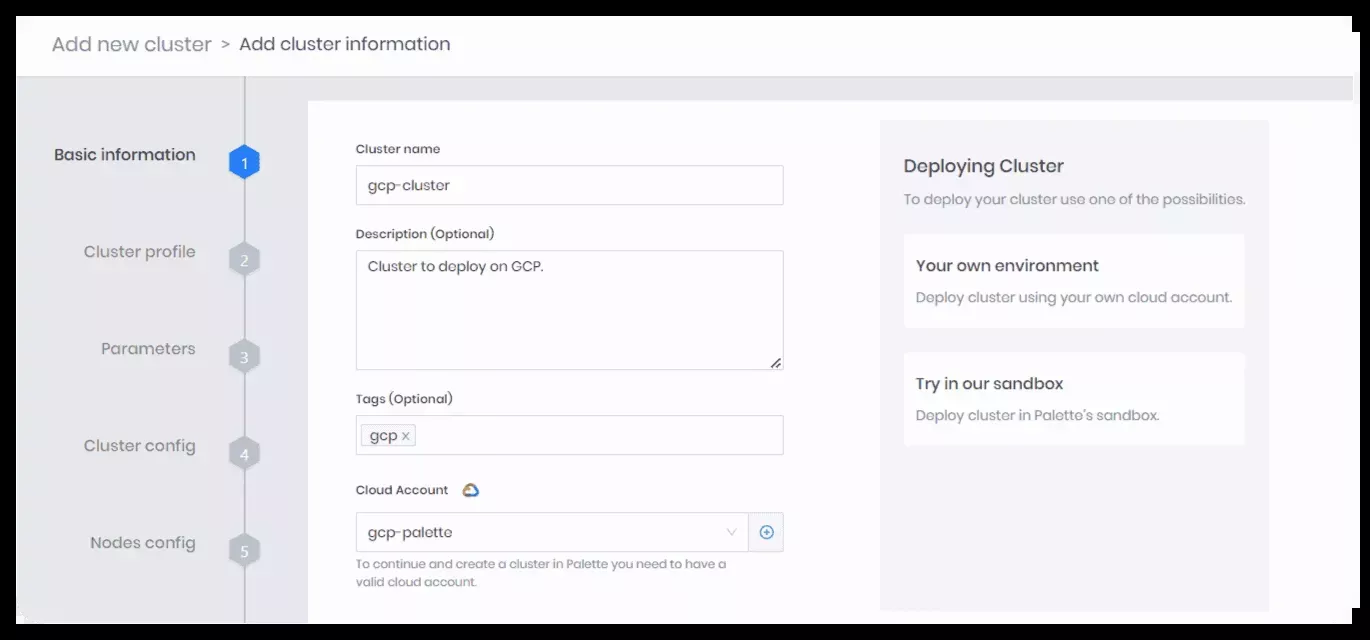 Add new cluster > Add cluster information
Basic information
1
Cluster profile
2
Parameters
3
Cluster config
4
Nodes config
5
Cluster name
gcp-cluster
Description (Optional)
Cluster to deploy on GCP.
Tags (Optional)
gcp ×
Cloud Account
gcp-palette
To continue and create a cluster in Palette you need to have a
valid cloud account.
Deploying Cluster
To deploy your cluster use one of the possibilities.
Your own environment
Deploy cluster using your own cloud account.
Try in our sandbox
Deploy cluster in Palette's sandbox.